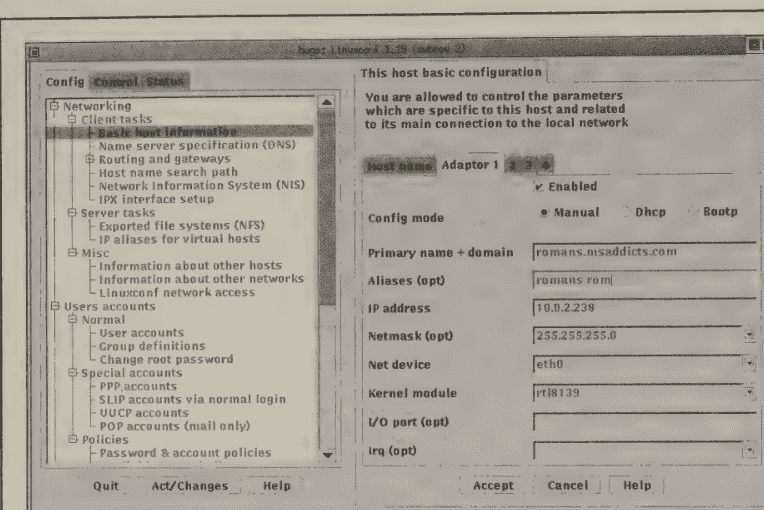 Linuxconf 1.19
Config Control Status
Networking
Client tasks
Basic host information
Name server specification (DNS)
Routing and gateways
Host name search path
Network Information System (NIS)
IPX interface setup
Server tasks
Exported file systems (NFS)
IP aliases for virtual hosts
Misc
Information about other hosts
Information about other networks
Linuxconf network access
Users accounts
Normal
User accounts
Group definitions
Change root password
Special accounts
PPP accounts
SLIP accounts via normal login
UUCP accounts
POP accounts (mail only)
Policies
Password & account policies
Quit Act/Changes Help
This host basic configuration
You are allowed to control the parameters
which are specific to this host and related
to its main connection to the local network
Host name Adaptor 1 2 3 4
Enabled
Config mode Manual Dhcp Bootp
Primary name + domain romans.msaddicts.com
Aliases (opt) romans rom
IP address 10.0.2.238
Netmask (opt) 255.255.255.0
Net device eth0
Kernel module rtl8139
I/O port (opt)
Irq (opt)
Accept Cancel Help